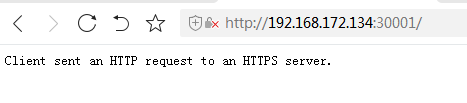 http://192.168.172.134:30001/
Client sent an HTTP request to an HTTPS server.